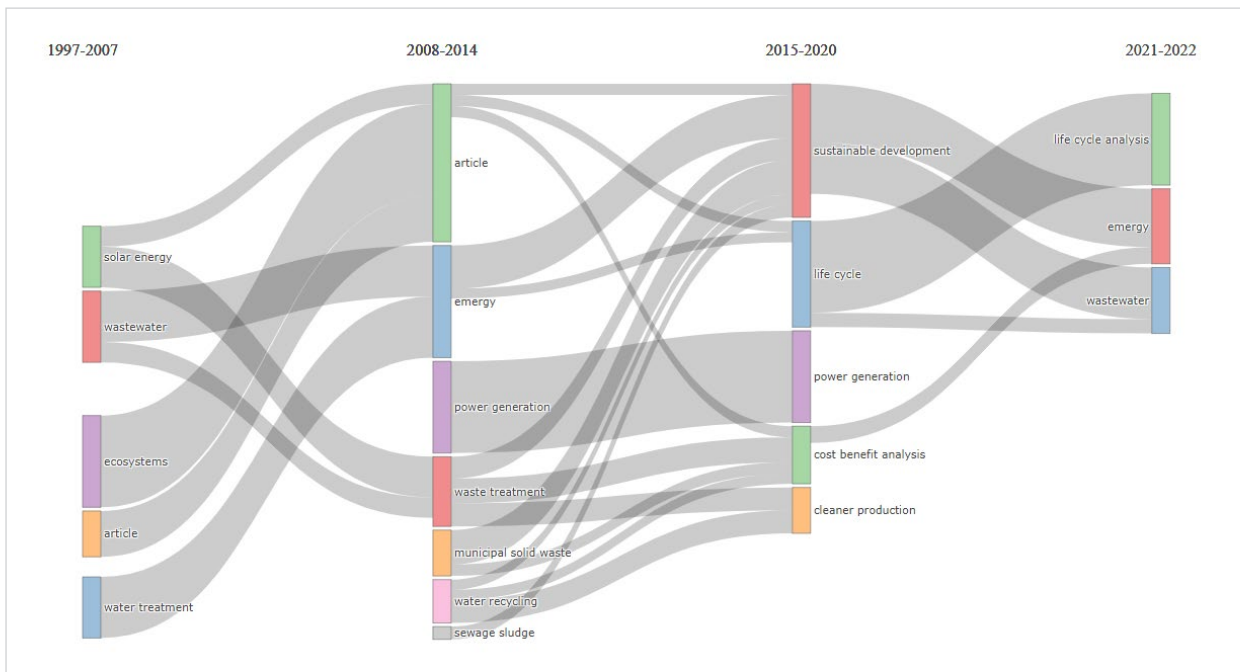 1997-2007
2008-2014
2015-2020
2021-2022
solar energy
wastewater
ecosystems
article
water treatment
article
emergy
power generation
waste treatment
municipal solid waste
water recycling
sewage sludge
sustainable development
life cycle
power generation
cost benefit analysis
cleaner production
life cycle analysis
emergy
wastewater